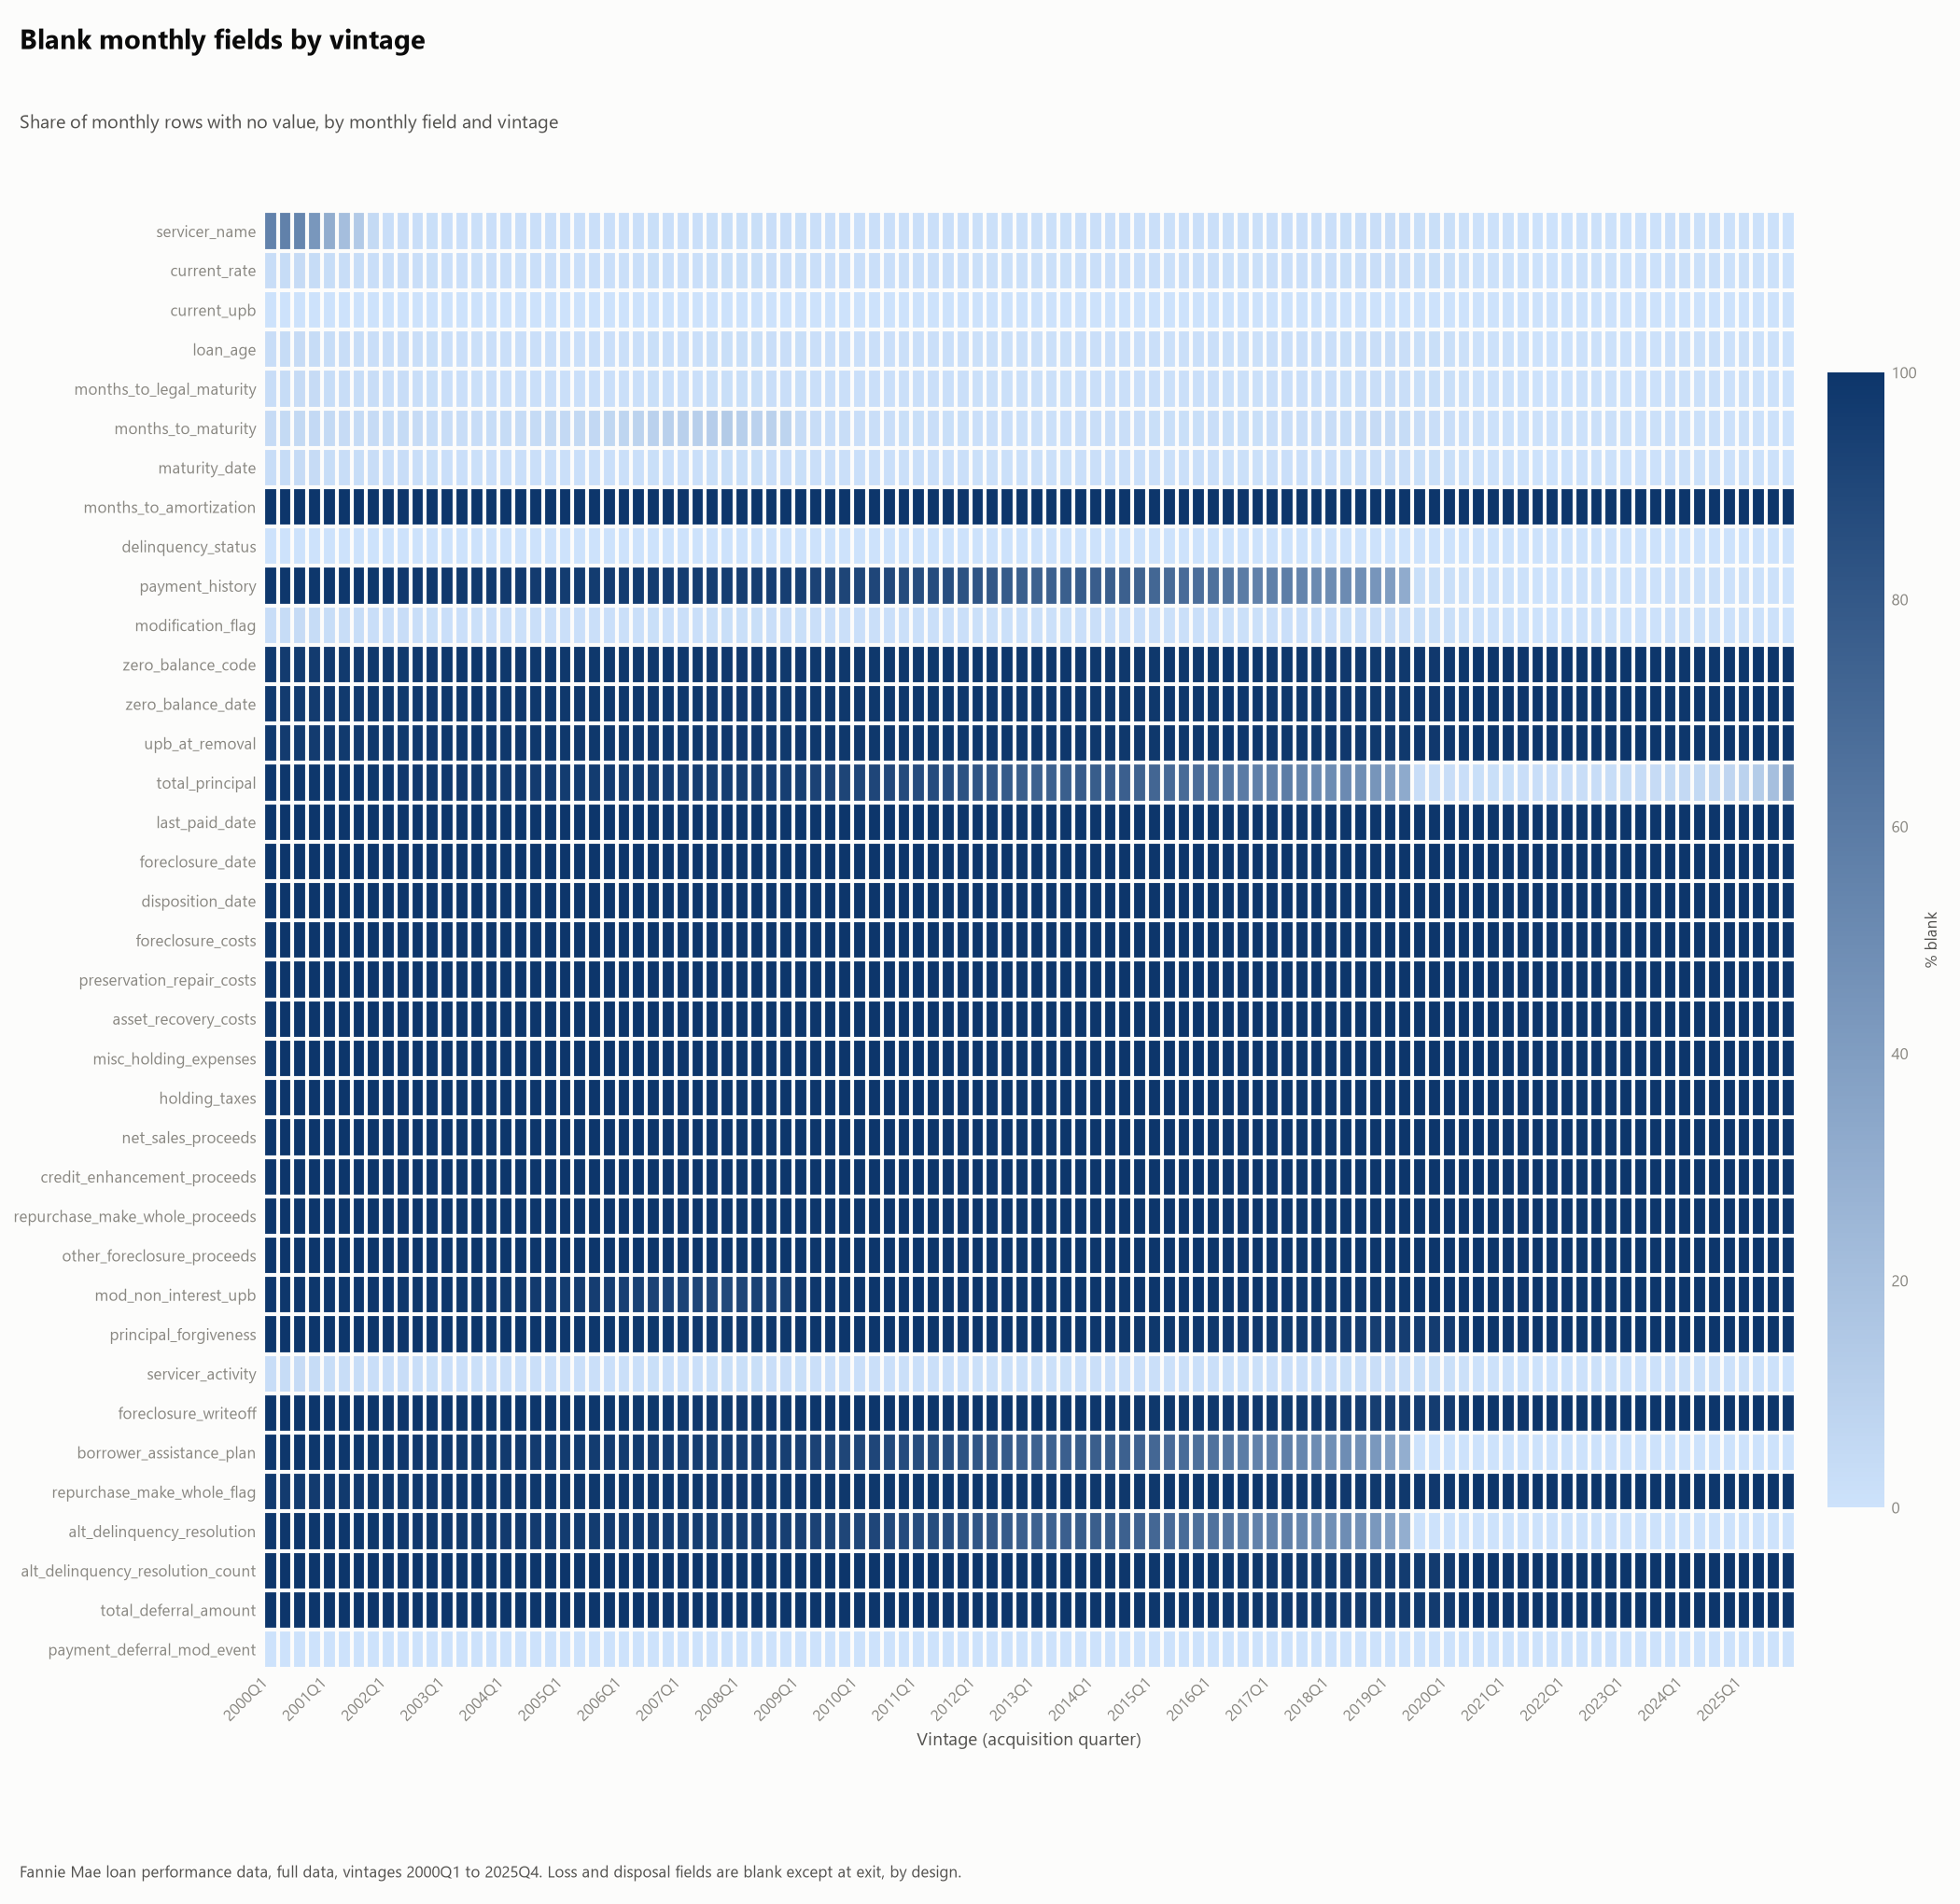 Blank monthly fields by vintage
Share of monthly rows with no value, by monthly field and vintage
servicer_name
current_rate
current_upb
loan_age
months_to_legal_maturity
months_to_maturity
maturity_date
months_to_amortization
delinquency_status
payment_history
modification_flag
zero_balance_code
zero_balance_date
upb_at_removal
total_principal
last_paid_date
foreclosure_date
disposition_date
foreclosure_costs
preservation_repair_costs
asset_recovery_costs
misc_holding_expenses
holding_taxes
net_sales_proceeds
credit_enhancement_proceeds
repurchase_make_whole_proceeds
other_foreclosure_proceeds
mod_non_interest_upb
principal_forgiveness
servicer_activity
foreclosure_writeoff
borrower_assistance_plan
repurchase_make_whole_flag
alt_delinquency_resolution
alt_delinquency_resolution_count
total_deferral_amount
payment_deferral_mod_event
2000Q1
2001Q1
2002Q1
2003Q1
2004Q1
2005Q1
2006Q1
2007Q1
2008Q1
2009Q1
2010Q1
2011Q1
2012Q1
2013Q1
2014Q1
2015Q1
2016Q1
2017Q1
2018Q1
2019Q1
2020Q1
2021Q1
2022Q1
2023Q1
2024Q1
2025Q1
Vintage (acquisition quarter)
100
80
60
40
20
0
% blank
Fannie Mae loan performance data, full data, vintages 2000Q1 to 2025Q4. Loss and disposal fields are blank except at exit, by design.